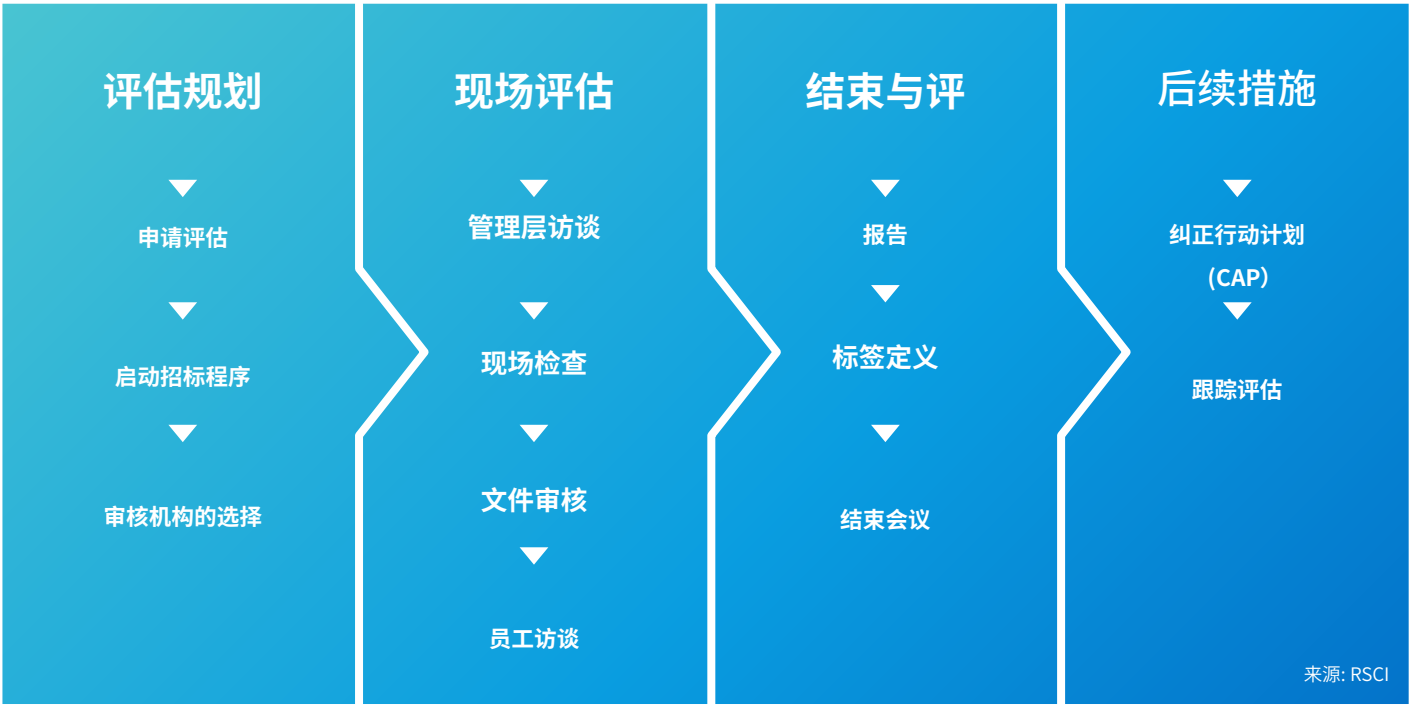 评估规划
申请评估
启动招标程序
审核机构的选择
现场评估
管理层访谈
现场检查
文件审核
员工访谈
结束与评
报告
标签定义
结束会议
后续措施
纠正行动计划
（CAP）
跟踪评估
来源: RSCI